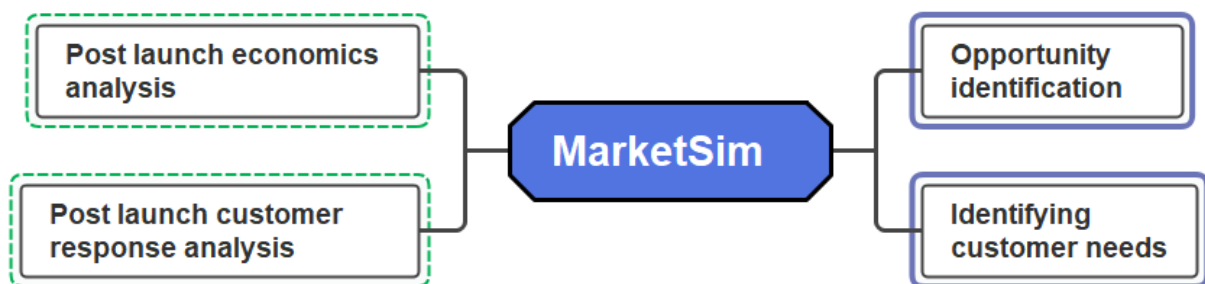 Post launch economics
analysis
Post launch customer
response analysis
MarketSim
Opportunity
identification
Identifying
customer needs